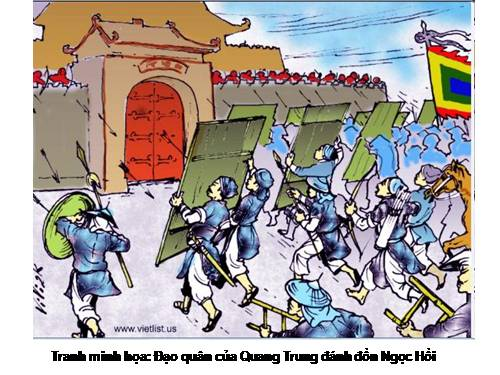 www.vietlist.us
Tranh minh họa: Đạo quân của Quang Trung đánh đồn Ngọc Hồi